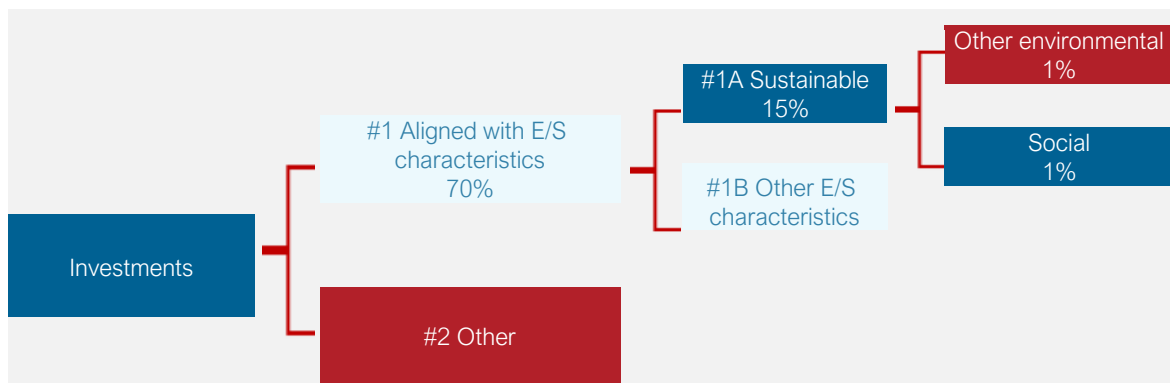 Other environmental
1%
#1A Sustainable
15%
#1 Aligned with E/S
characteristics
70%
Social
1%
#1B Other E/S
characteristics
Investments
#2 Other